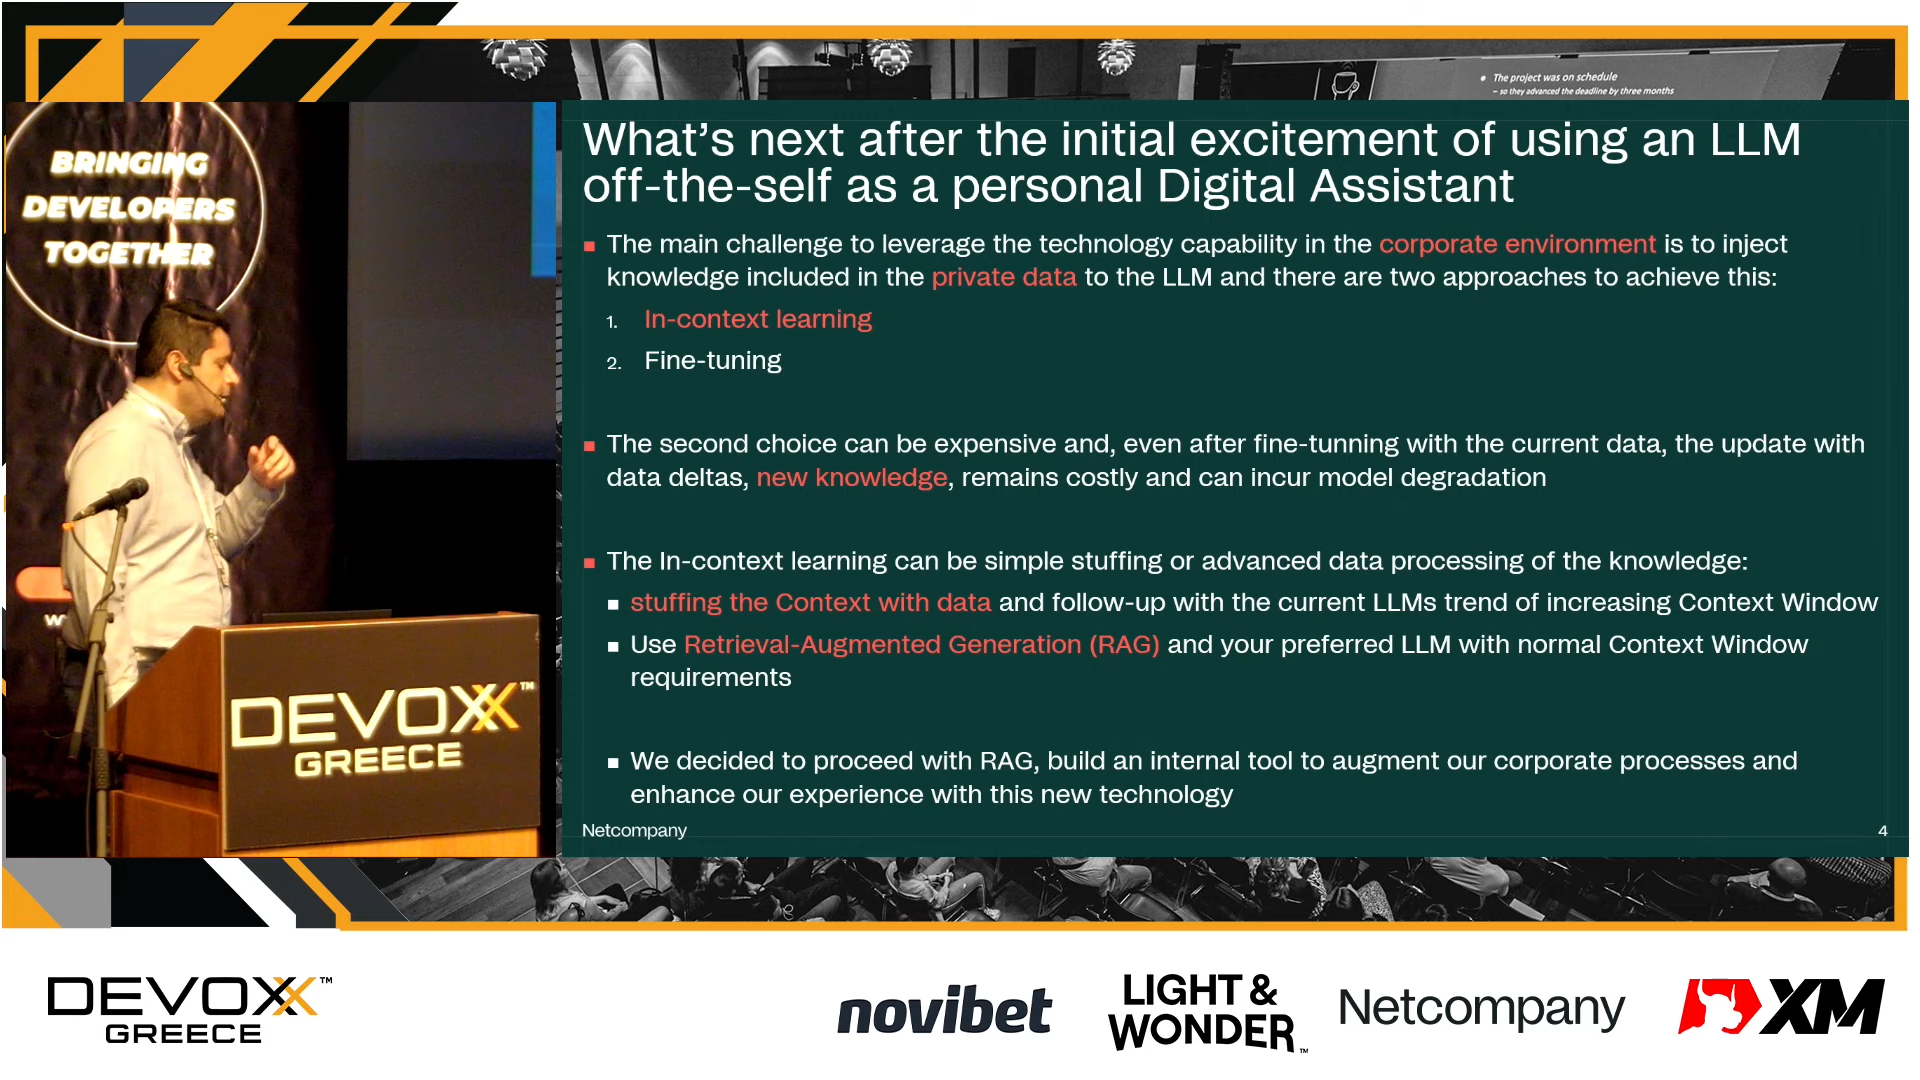 The project was on schedule
– so they advanced the deadline by three months
BRINGING
DEVELOPERS
TOGETHER
What’s next after the initial excitement of using an LLM
off-the-self as a personal Digital Assistant
The main challenge to leverage the technology capability in the corporate environment is to inject
knowledge included in the private data to the LLM and there are two approaches to achieve this:
1. In-context learning
2. Fine-tuning
The second choice can be expensive and, even after fine-tunning with the current data, the update with
data deltas, new knowledge, remains costly and can incur model degradation
The In-context learning can be simple stuffing or advanced data processing of the knowledge:
stuffing the Context with data and follow-up with the current LLMs trend of increasing Context Window
Use Retrieval-Augmented Generation (RAG) and your preferred LLM with normal Context Window
requirements
We decided to proceed with RAG, build an internal tool to augment our corporate processes and
enhance our experience with this new technology
Netcompany
4
DEVOXX™
GREECE
DEVOXX™
GREECE
novibet
LIGHT &
WONDER™
Netcompany
XM